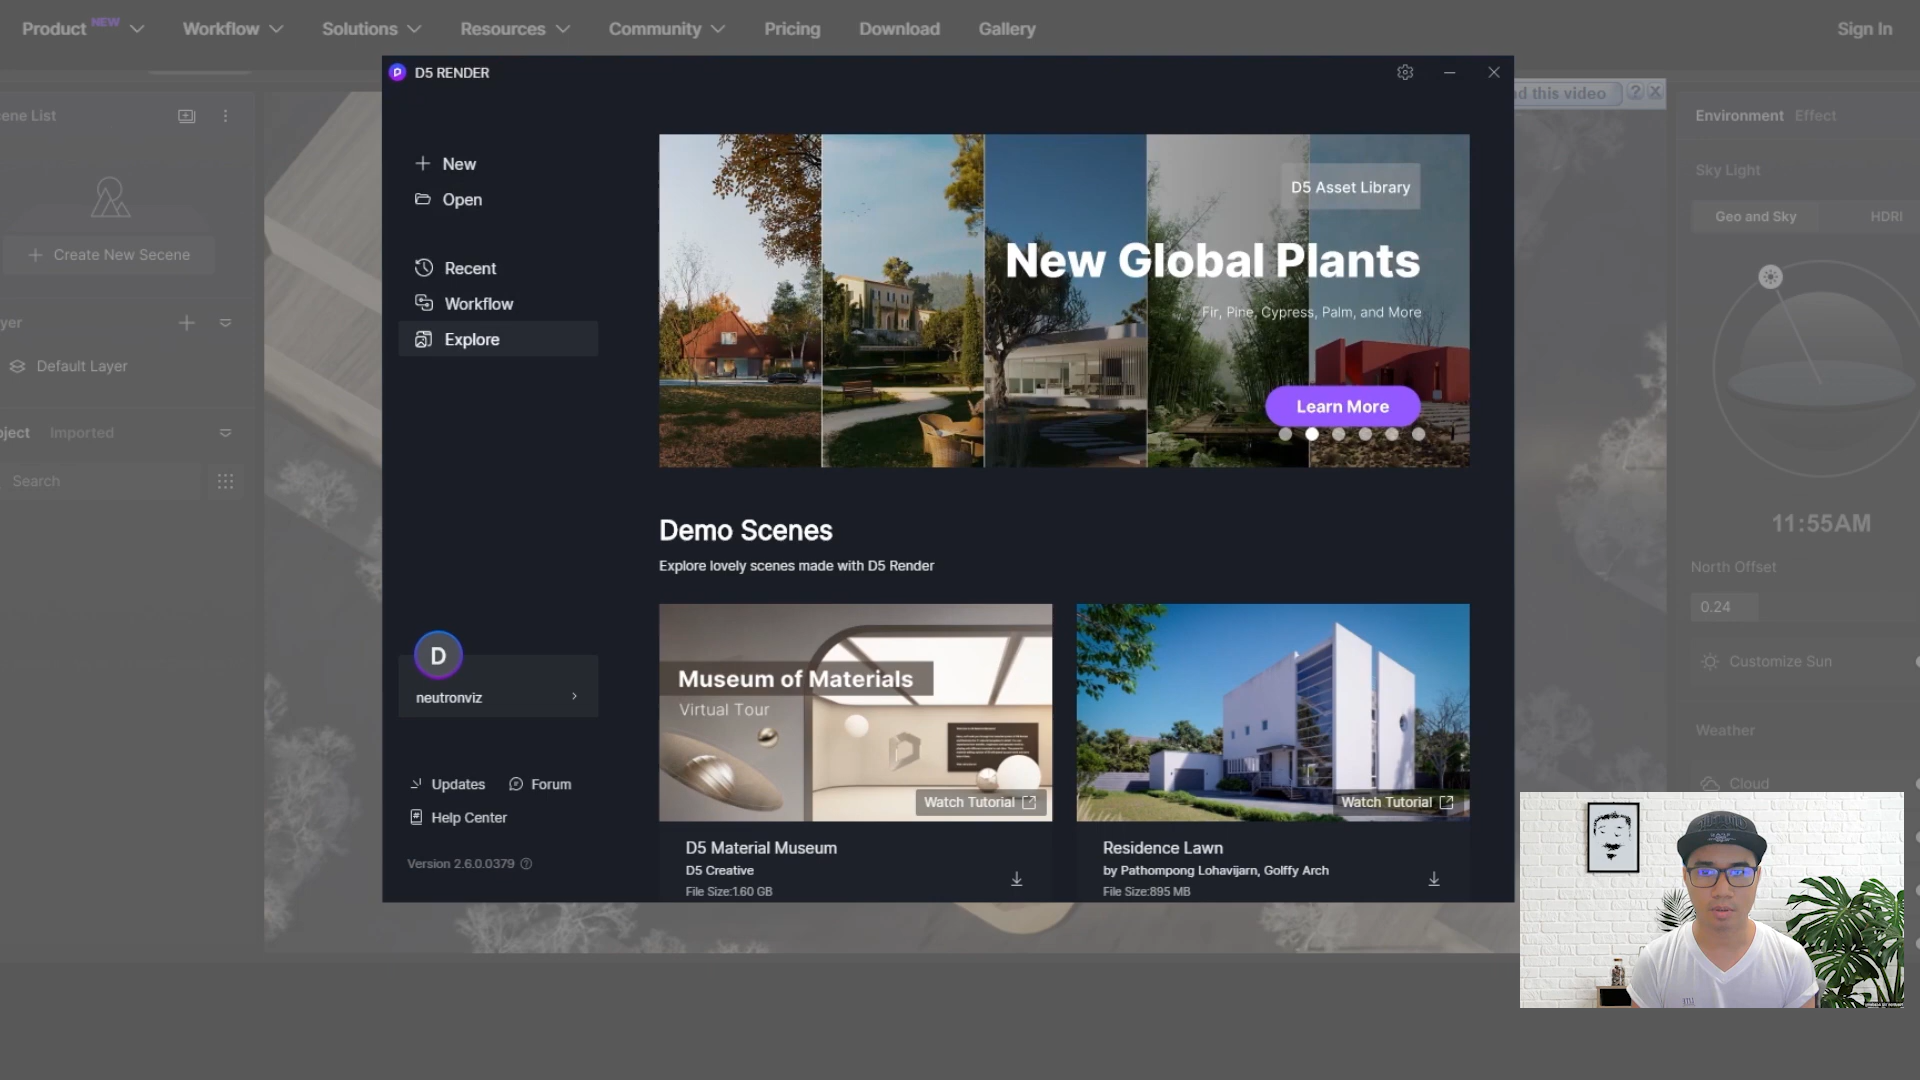 Product NEW
Workflow
Solutions
Resources
Community
Pricing
Download
Gallery
Sign In
D5 RENDER
d this video
?
ene List
Create New Secene
yer
Default Layer
ject
Imported
Search
New
Open
Recent
Workflow
Explore
D
neutronviz
Updates
Forum
Help Center
Version 2.6.0.0379
D5 Asset Library
New Global Plants
Fir, Pine, Cypress, Palm, and More
Learn More
Demo Scenes
Explore lovely scenes made with D5 Render
Museum of Materials
Virtual Tour
Watch Tutorial
Watch Tutorial
D5 Material Museum
D5 Creative
File Size:1.60 GB
Residence Lawn
by Pathompong Lohavijarn, Golffy Arch
File Size:895 MB
Environment
Effect
Sky Light
Geo and Sky
HDRI
11:55AM
North Offset
0.24
Customize Sun
Weather
Cloud